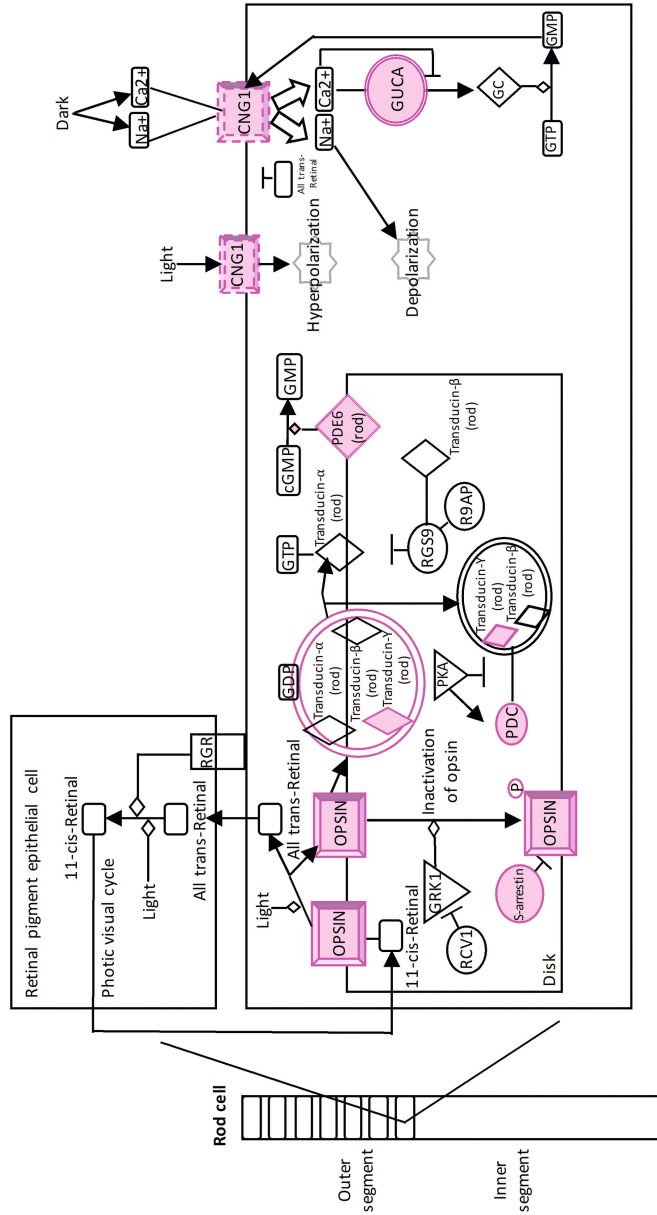 Rod cell
Outer
segment
Inner
segment
Retinal pigment epithelial cell
11-cis-Retinal
Photic visual cycle
Light
All trans-Retinal
RGR
Light
All trans-Retinal
OPSIN
OPSIN
11-cis-Retinal
GRK1
RCV1
Inactivation
of opsin
P
OPSIN
S-arrestin
Disk
GDP
Transducin-α
(rod)
Transducin-β
(rod)
Transducin-Y
(rod)
GTP
Transducin-α
(rod)
PKA
PDC
Transducin-Y
(rod)
Transducin-β
(rod)
cGMP
GMP
PDE6
(rod)
RGS9
R9AP
Transducin-β
(rod)
Light
CNG1
Hyperpolarization
Depolarization
Dark
Na+
Ca2+
CNG1
All trans-
Retinal
Na+
Ca2+
GUCA
GC
GTP
GMP